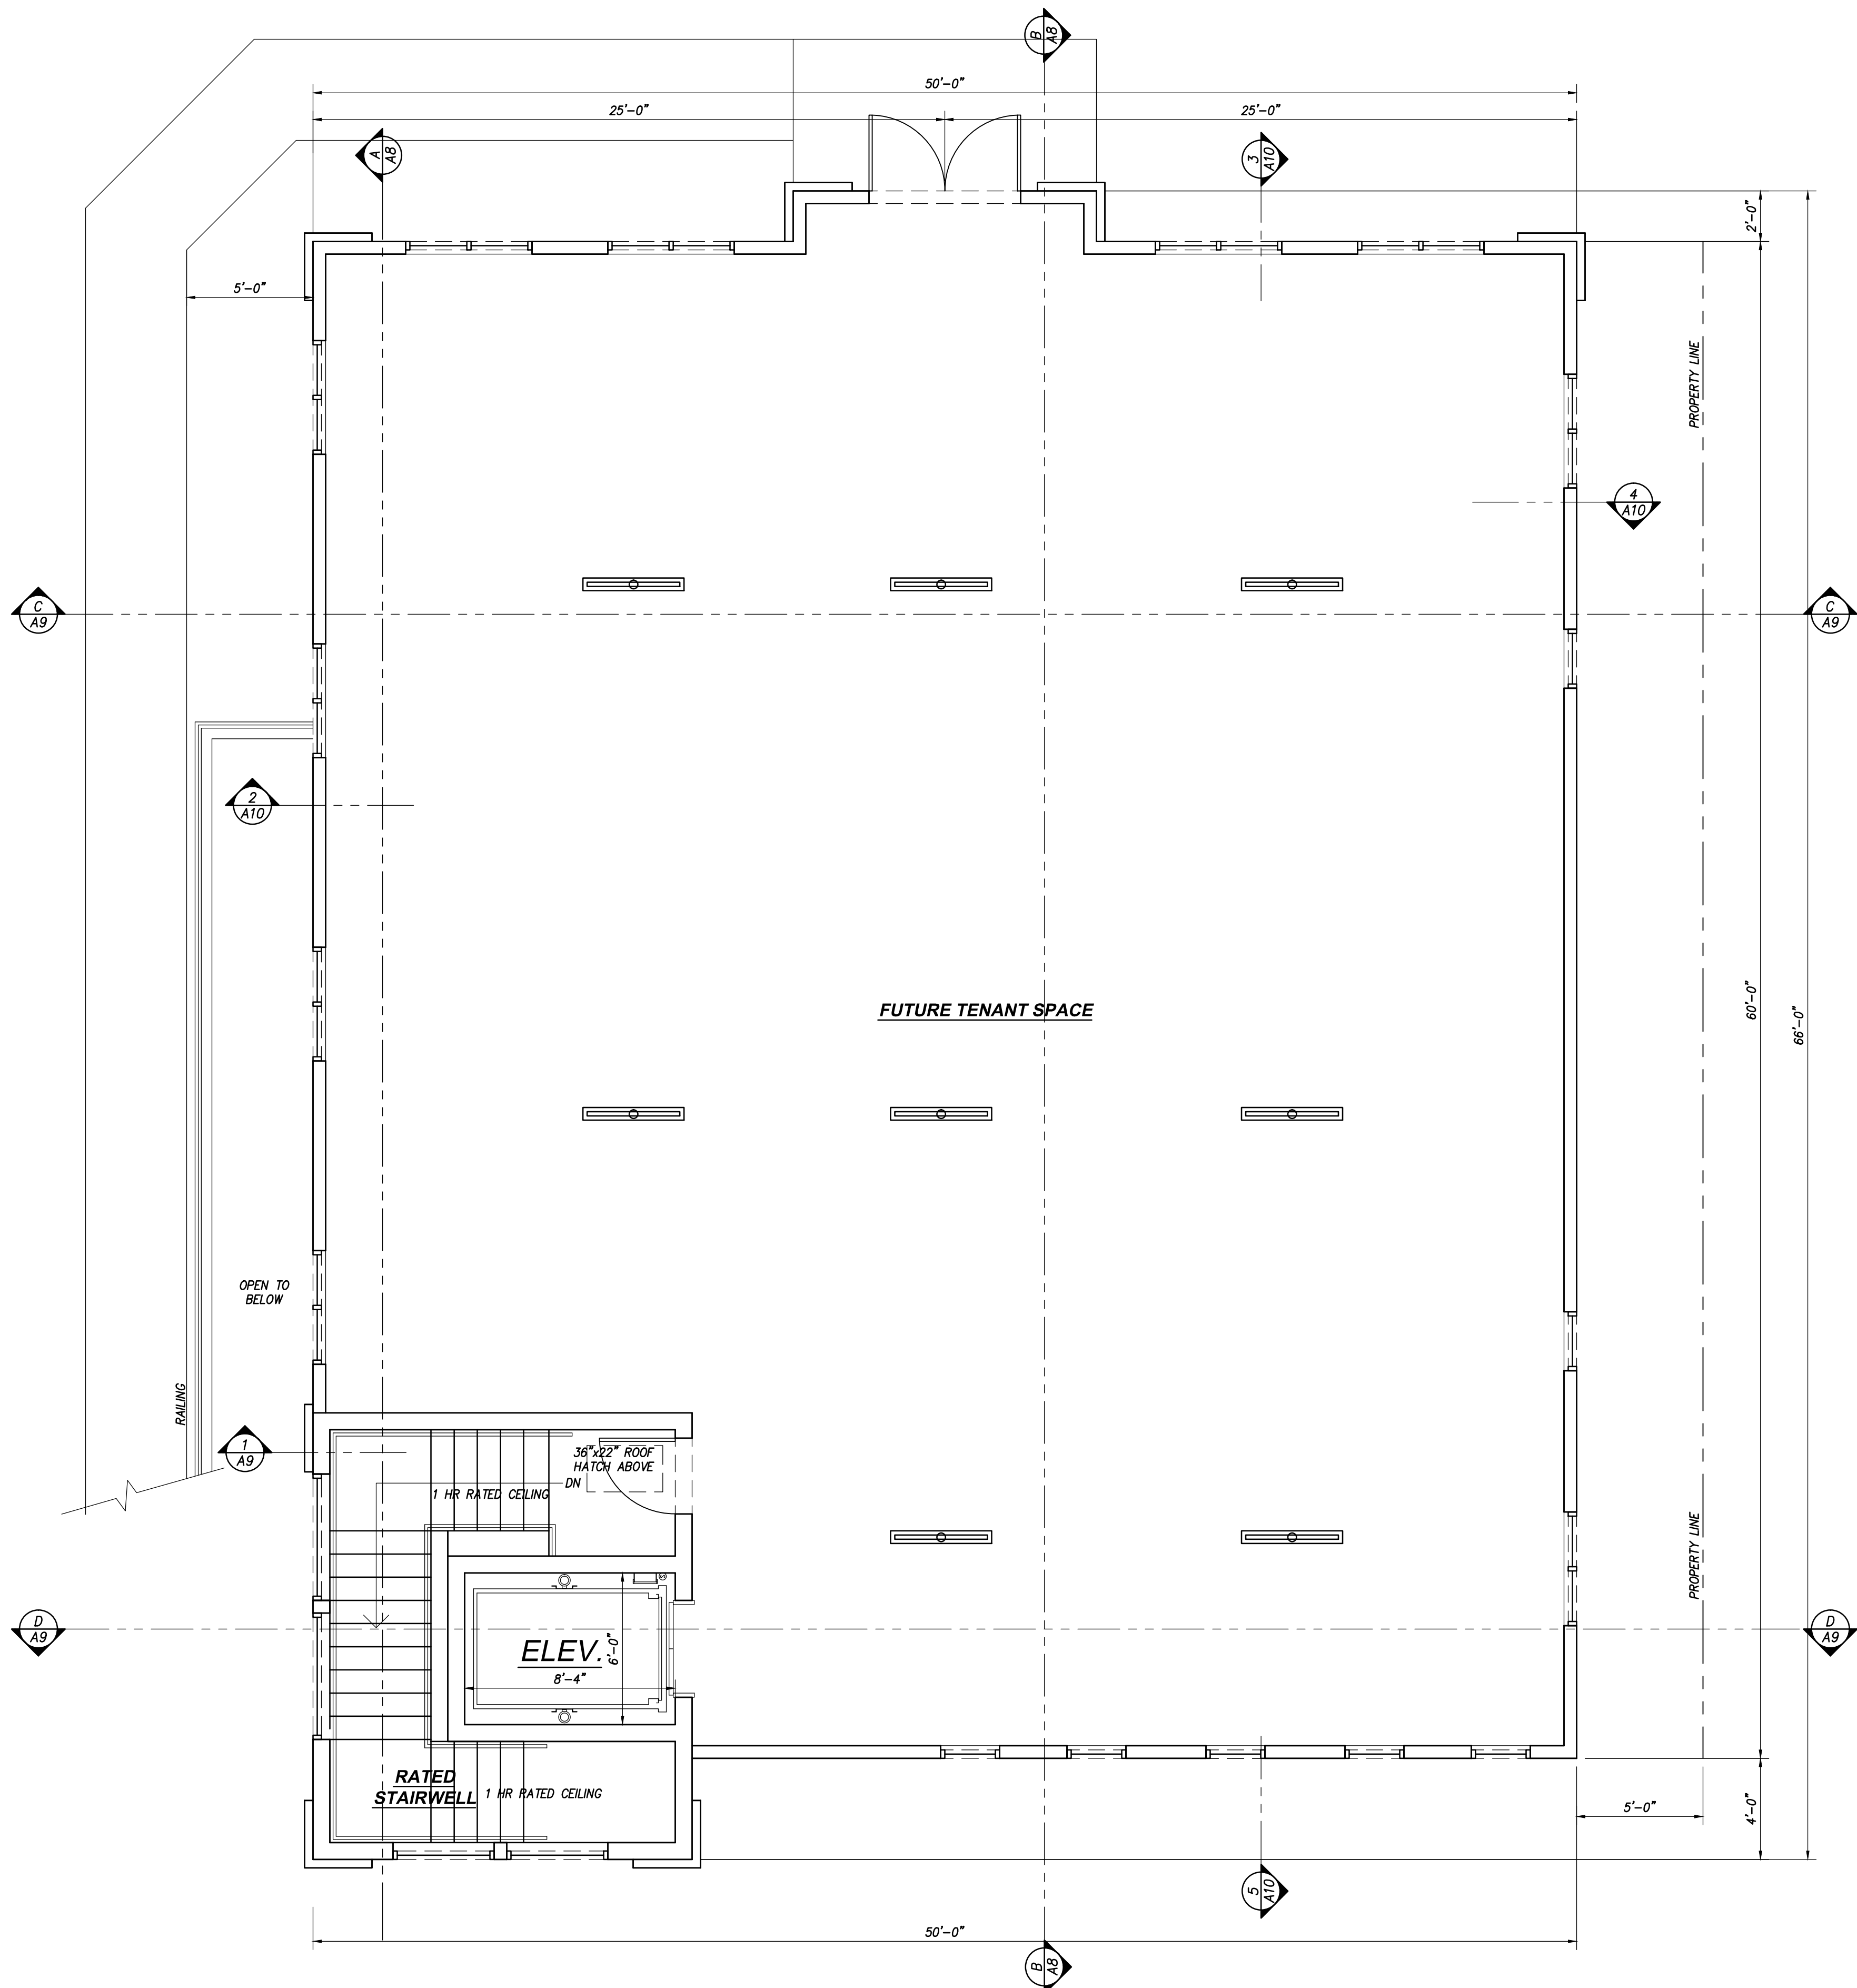 B
A8
50'-0"
25'-0"
25'-0"
A
A8
3
A10
2'-0"
5'-0"
PROPERTY LINE
4
A10
C
A9
C
A9
2
A10
60'-0"
66'-0"
FUTURE TENANT SPACE
OPEN TO
BELOW
RAILING
1
A9
36"x22" ROOF
HATCH ABOVE
DN
1 HR RATED CEILING
PROPERTY LINE
D
A9
D
A9
ELEV.
6'-0"
8'-4"
RATED
STAIRWELL
1 HR RATED CEILING
5'-0"
4'-0"
5
A10
50'-0"
B
A8